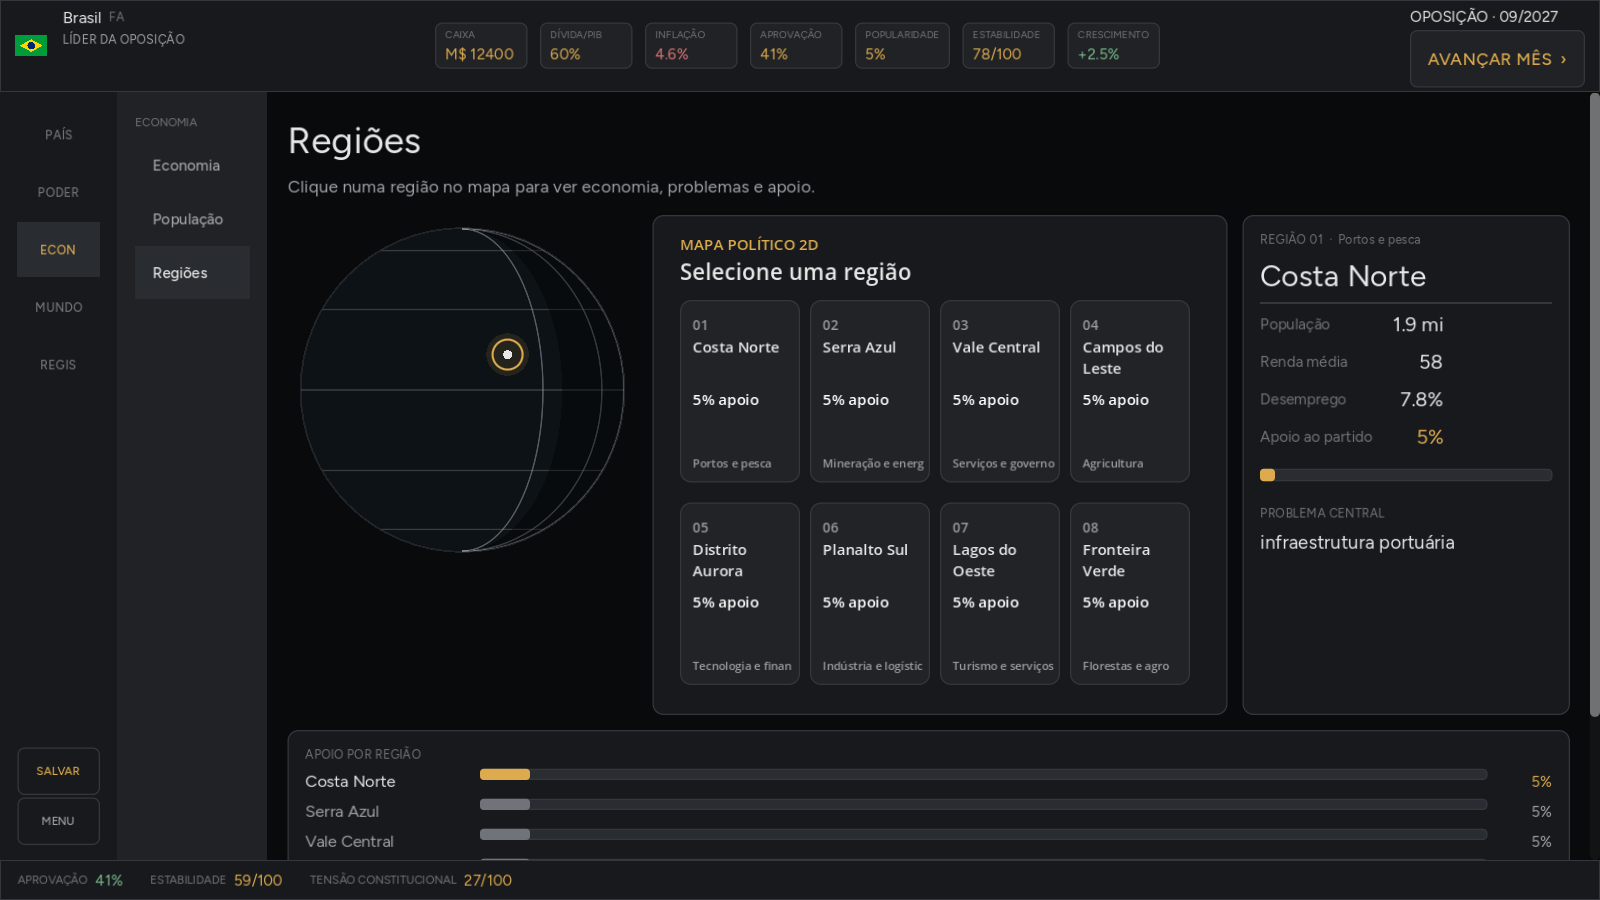 Brasil FA
LÍDER DA OPOSIÇÃO
CAIXA
M$ 12400
DÍVIDA/PIB
60%
INFLAÇÃO
4.6%
APROVAÇÃO
41%
POPULARIDADE
5%
ESTABILIDADE
78/100
CRESCIMENTO
+2.5%
OPOSIÇÃO · 09/2027
AVANÇAR MÊS ›
PAÍS
PODER
ECON
MUNDO
REGIS
SALVAR
MENU
ECONOMIA
Economia
População
Regiões
Regiões
Clique numa região no mapa para ver economia, problemas e apoio.
MAPA POLÍTICO 2D
Selecione uma região
01
Costa Norte
5% apoio
Portos e pesca
02
Serra Azul
5% apoio
Mineração e energ
03
Vale Central
5% apoio
Serviços e governo
04
Campos do
Leste
5% apoio
Agricultura
05
Distrito
Aurora
5% apoio
Tecnologia e finan
06
Planalto Sul
5% apoio
Indústria e logístic
07
Lagos do
Oeste
5% apoio
Turismo e serviços
08
Fronteira
Verde
5% apoio
Florestas e agro
REGIÃO 01 · Portos e pesca
Costa Norte
População 1.9 mi
Renda média 58
Desemprego 7.8%
Apoio ao partido 5%
PROBLEMA CENTRAL
infraestrutura portuária
APOIO POR REGIÃO
Costa Norte 5%
Serra Azul 5%
Vale Central 5%
APROVAÇÃO 41% ESTABILIDADE 59/100 TENSÃO CONSTITUCIONAL 27/100